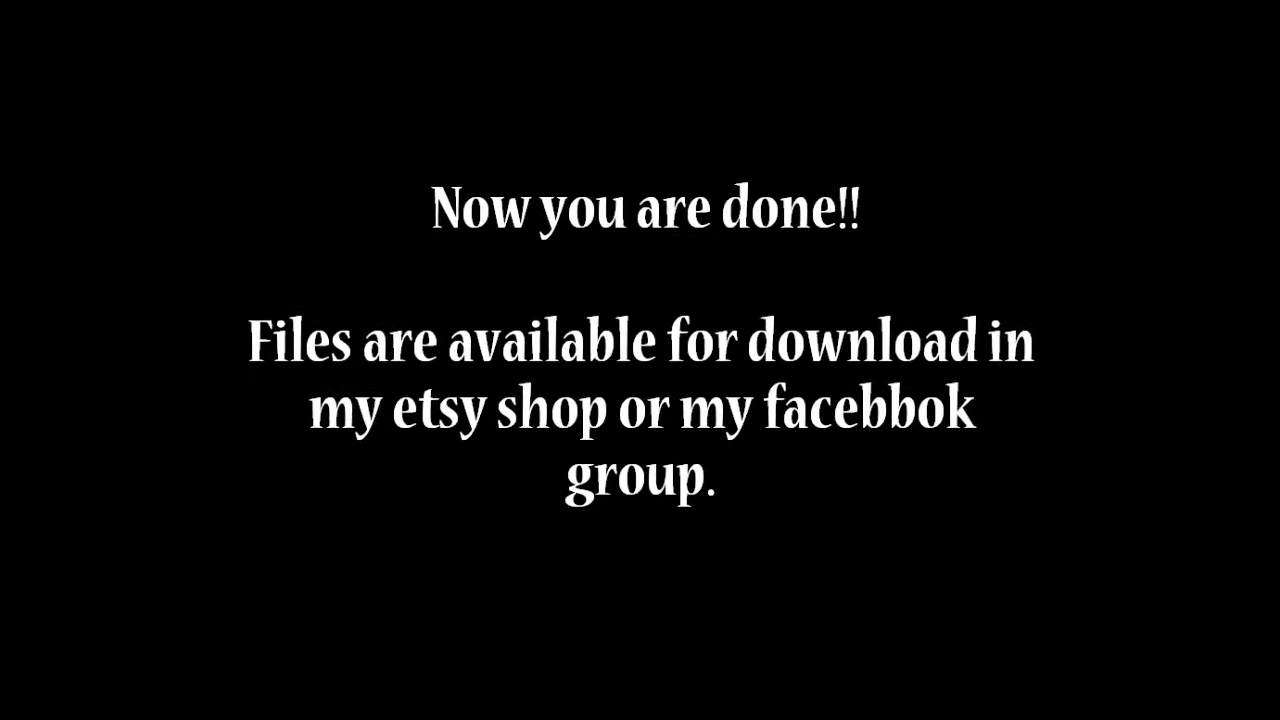 Now you are done!!
Files are available for download in
my etsy shop or my facebbok
group.